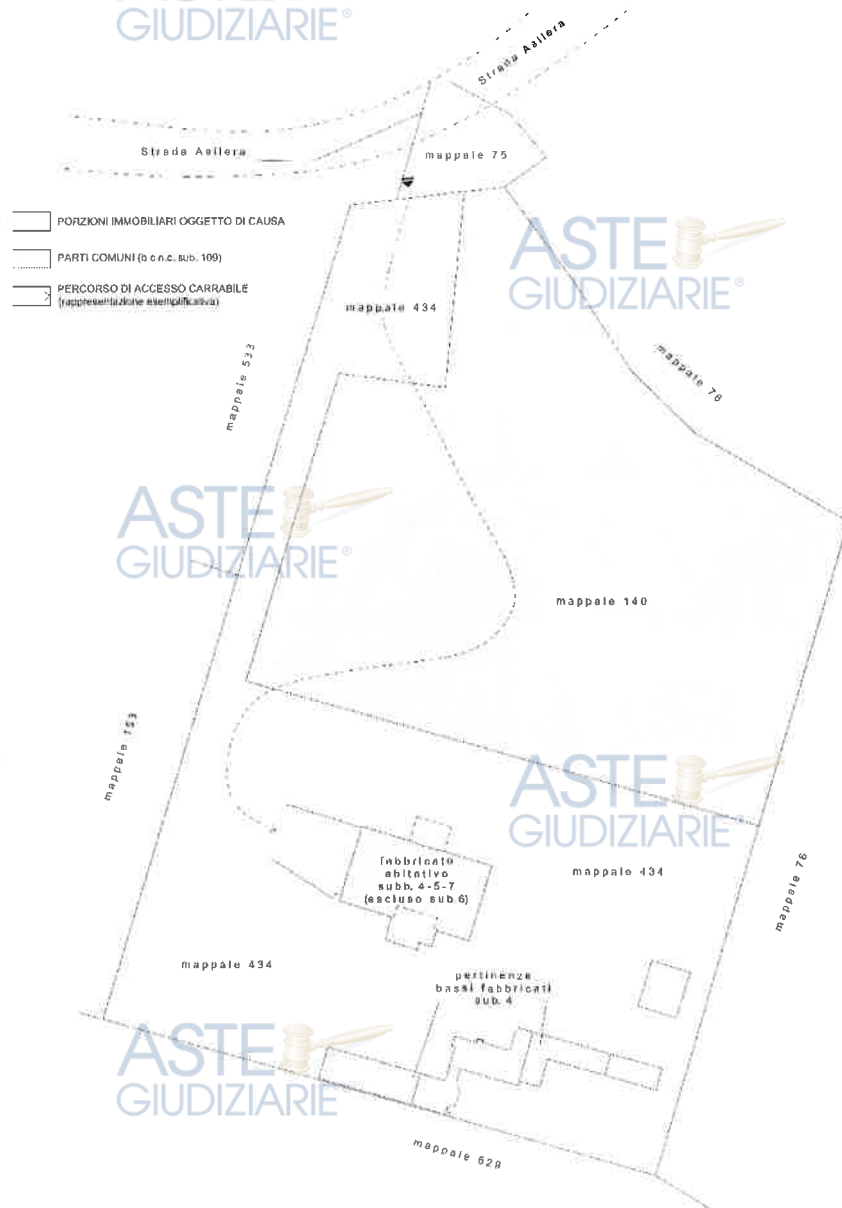 GIUDIZIARIE®
Strada Asilera
Strada Asilera
mappale 75
PORZIONI IMMOBILIARI OGGETTO DI CAUSA
PARTI COMUNI (b.c.n.c. sub. 109)
PERCORSO DI ACCESSO CARRABILE
(rappresentazione esemplificativa)
ASTE
GIUDIZIARIE®
mappale 434
mappale 533
mappale 76
ASTE
GIUDIZIARIE®
mappale 140
mappale 153
ASTE
GIUDIZIARIE®
fabbricato
abitativo
subb. 4-5-7
(escluso sub.6)
mappale 434
mappale 76
mappale 434
pertinenze
bassi fabbricati
sub. 4
ASTE
GIUDIZIARIE®
mappale 629